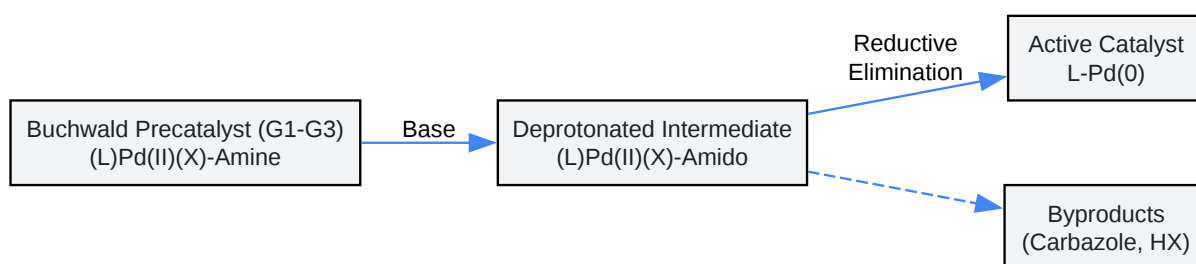 Buchwald Precatalyst (G1-G3)
(L)Pd(II)(X)-Amine
Base
Deprotonated Intermediate
(L)Pd(II)(X)-Amido
Reductive
Elimination
Active Catalyst
L-Pd(0)
Byproducts
(Carbazole, HX)